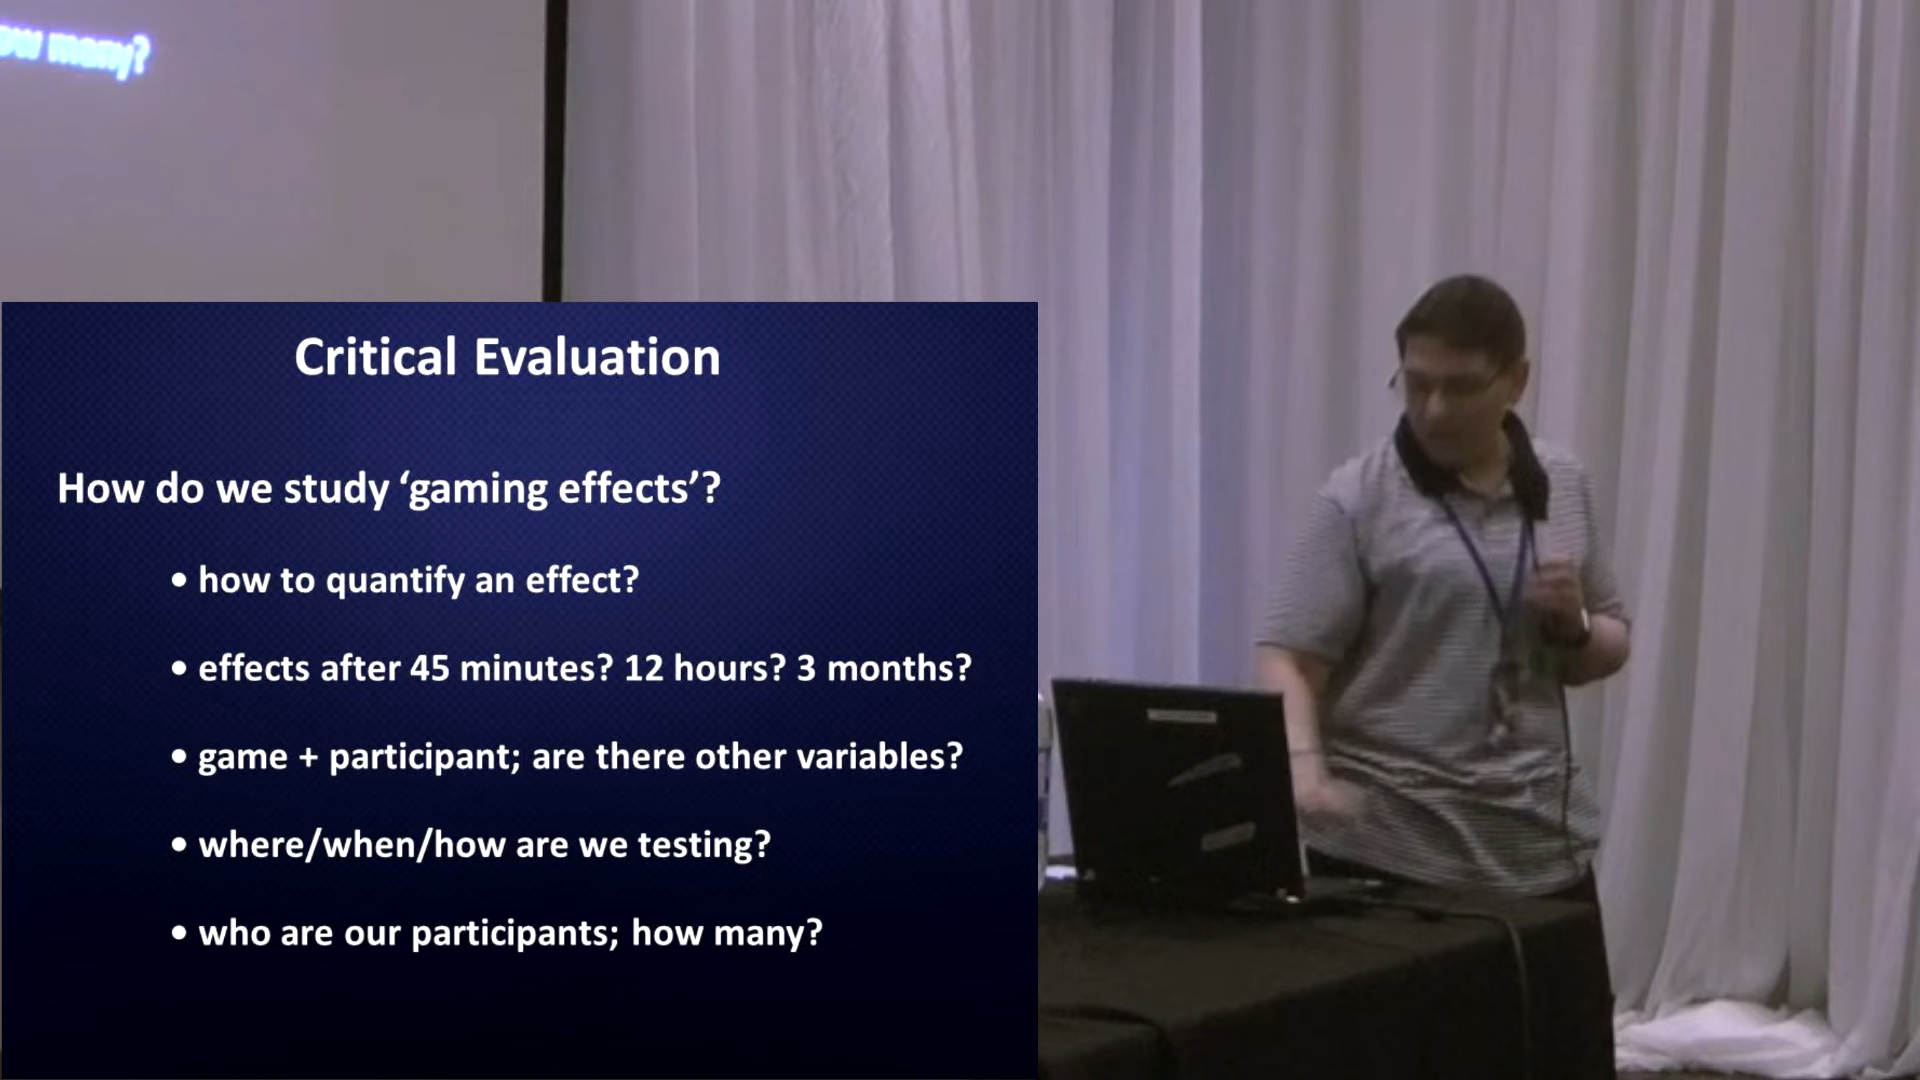 many?
Critical Evaluation
How do we study ‘gaming effects’?
• how to quantify an effect?
• effects after 45 minutes? 12 hours? 3 months?
• game + participant; are there other variables?
• where/when/how are we testing?
• who are our participants; how many?